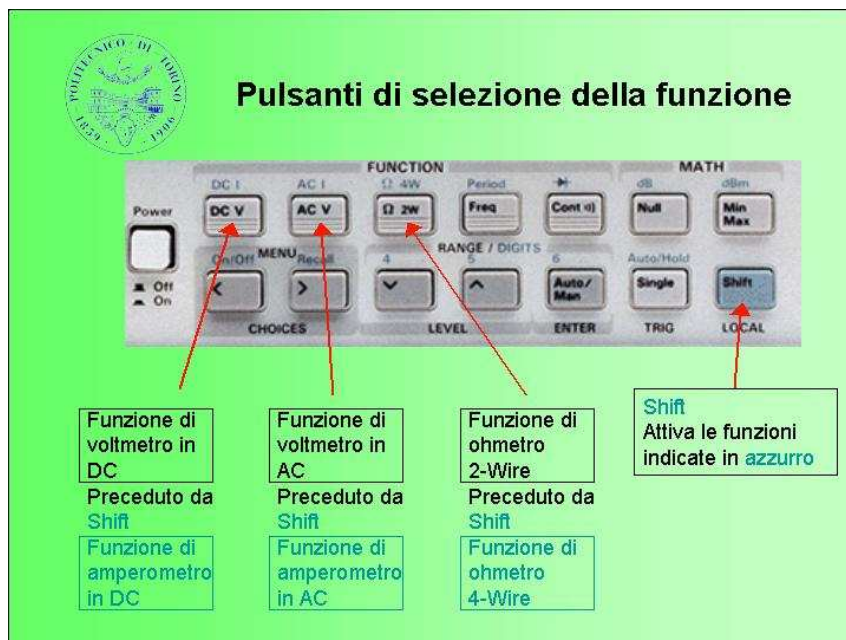 POLITECNICO DI TORINO
1859 1906
Pulsanti di selezione della funzione
FUNCTION MATH
DC I AC I Ω 4W Period dB dBm
Power DC V AC V Ω 2W Freq Cont Null Min Max
MENU RANGE / DIGITS
On/Off Recall 4 5 6 Auto/Hold
Off < > Auto/ Man Single Shift
On
CHOICES LEVEL ENTER TRIG LOCAL
Funzione di
voltmetro in
DC
Preceduto da
Shift
Funzione di
amperometro
in DC
Funzione di
voltmetro in
AC
Preceduto da
Shift
Funzione di
amperometro
in AC
Funzione di
ohmetro
2-Wire
Preceduto da
Shift
Funzione di
ohmetro
4-Wire
Shift
Attiva le funzioni
indicate in azzurro